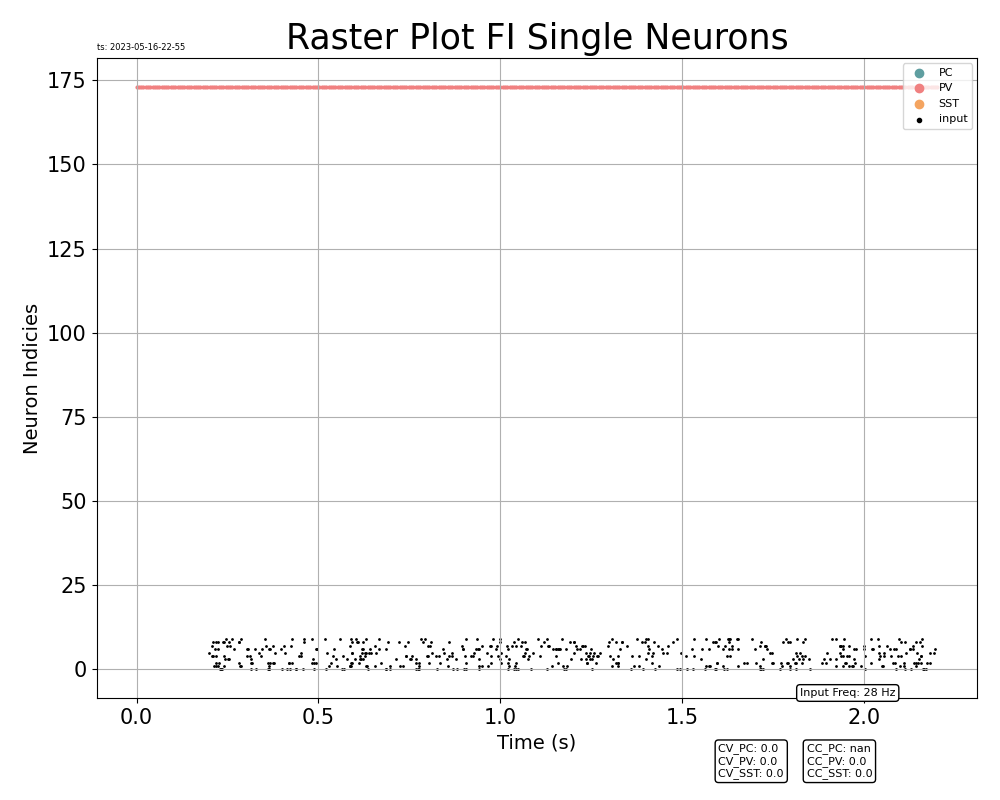 Raster Plot FI Single Neurons
ts: 2023-05-16-22-55
PC
PV
SST
input
175
150
125
100
75
50
25
0
Neuron Indicies
0.0 0.5 1.0 1.5 2.0
Time (s)
Input Freq: 28 Hz
CV_PC: 0.0
CV_PV: 0.0
CV_SST: 0.0
CC_PC: nan
CC_PV: 0.0
CC_SST: 0.0